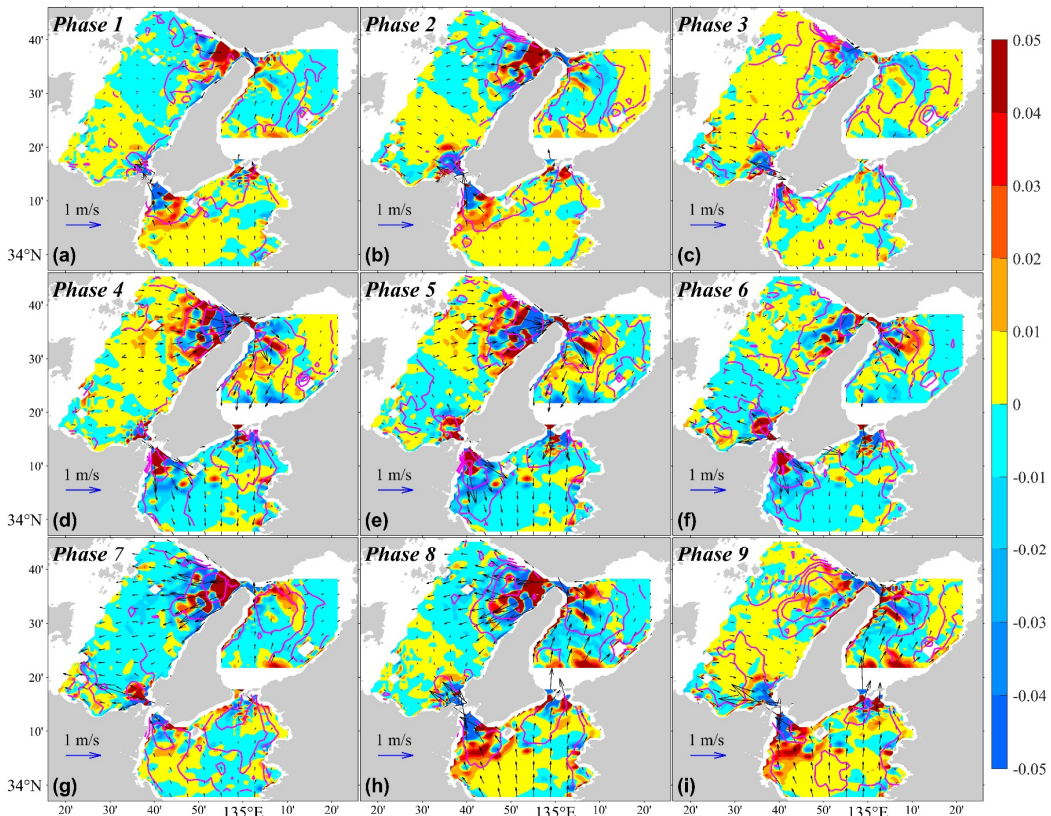 Phase 1
Phase 2
Phase 3
40'
30'
20'
10'
34°N
1 m/s
1 m/s
1 m/s
(a)
(b)
(c)
Phase 4
Phase 5
Phase 6
40'
30'
20'
10'
34°N
1 m/s
1 m/s
1 m/s
(d)
(e)
(f)
Phase 7
Phase 8
Phase 9
40'
30'
20'
10'
34°N
1 m/s
1 m/s
1 m/s
(g)
(h)
(i)
20' 30' 40' 50' 135°E 10' 20'
20' 30' 40' 50' 135°E 10' 20'
20' 30' 40' 50' 135°E 10' 20'
0.05
0.04
0.03
0.02
0.01
0
-0.01
-0.02
-0.03
-0.04
-0.05